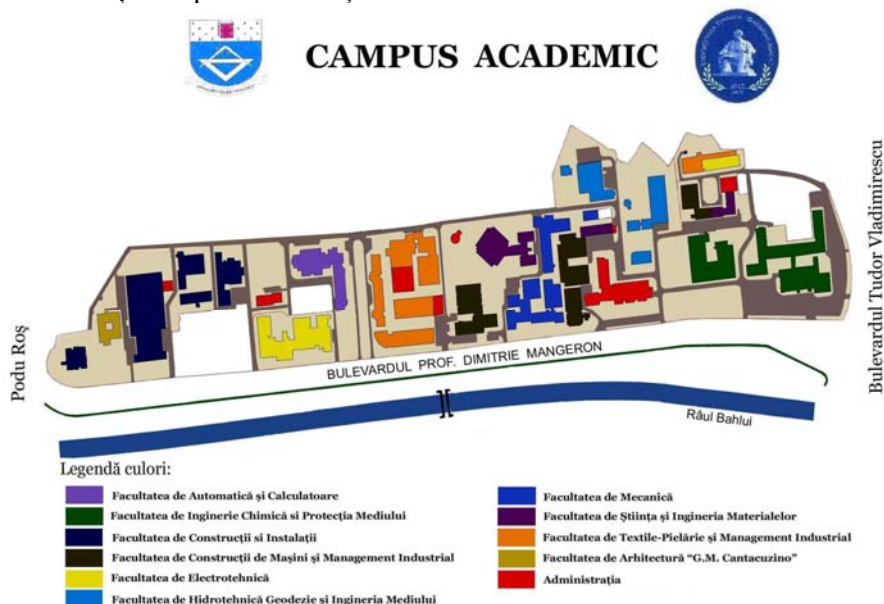 CAMPUS ACADEMIC
Podu Roș
Bulevardul Tudor Vladimirescu
BULEVARDUL PROF. DIMITRIE MANGERON
Râul Bahlui
Legendă culori:
Facultatea de Automatică și Calculatoare
Facultatea de Inginerie Chimică si Protecția Mediului
Facultatea de Construcții si Instalații
Facultatea de Construcții de Mașini și Management Industrial
Facultatea de Electrotehnică
Facultatea de Hidrotehnică Geodezie și Ingineria Mediului
Facultatea de Mecanică
Facultatea de Știința și Ingineria Materialelor
Facultatea de Textile-Pielărie și Management Industrial
Facultatea de Arhitectură “G.M. Cantacuzino”
Administrația